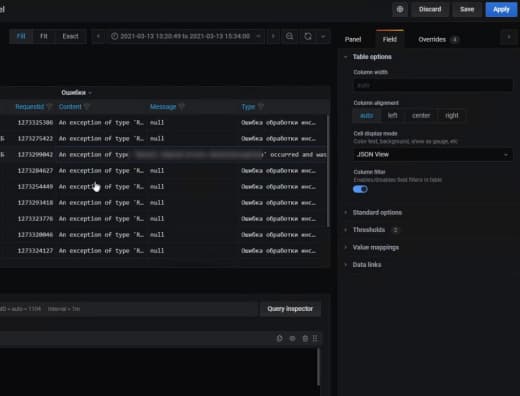 el
Discard Save Apply
Fill Fit Exact
2021-03-13 13:20:49 to 2021-03-13 15:34:00
Panel Field Overrides 4
Table options
Column width
auto
Column alignment
auto left center right
Cell display mode
Color text, background, show as gauge, etc
JSON View
Column filter
Enables/disables field filters in table
Standard options
Thresholds 2
Value mappings
Data links
Ошибки
RequestId Content Message Type
1273325386 An exception of type "R… null Ошибка обработки инс…
Б 1273275422 An exception of type "R… null Ошибка обработки инс…
Б 1273299042 An exception of type ' occurred and was
1273284627 An exception of type "R… null Ошибка обработки инс…
1273254449 An exception of type "R… null Ошибка обработки инс…
1273293418 An exception of type "R… null Ошибка обработки инс…
1273323776 An exception of type "R… null Ошибка обработки инс…
1273320046 An exception of type "R… null Ошибка обработки инс…
1273324127 An exception of type "R… null Ошибка обработки инс…
= auto = 1104 Interval = 7m
Query inspector